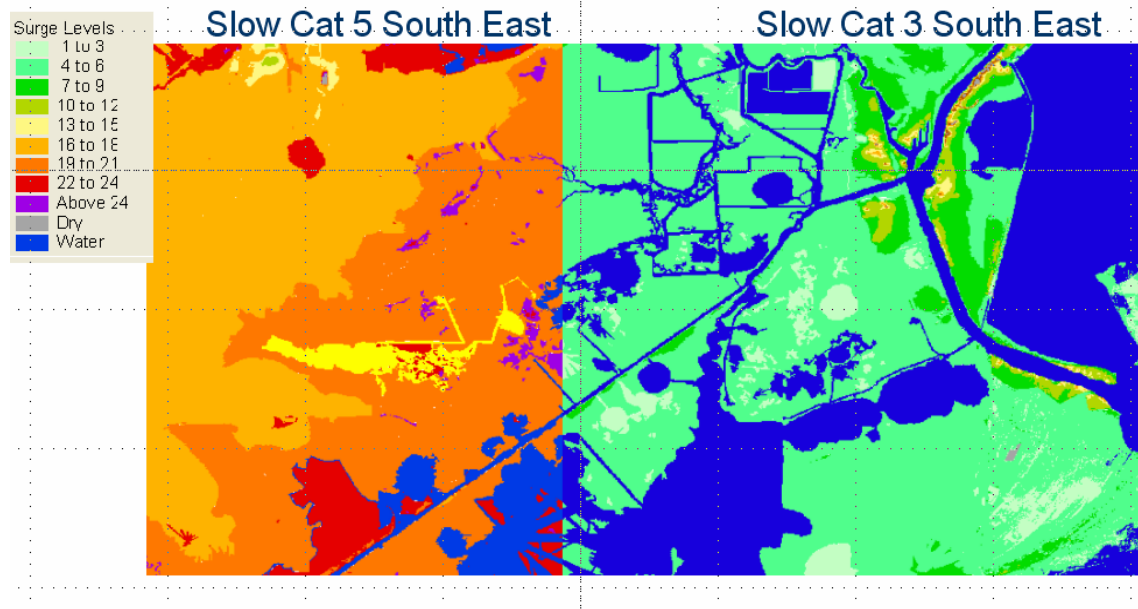 Slow Cat 5 South East
Slow Cat 3 South East
Surge Levels
1 to 3
4 to 6
7 to 9
10 to 12
13 to 15
16 to 18
19 to 21
22 to 24
Above 24
Dry
Water